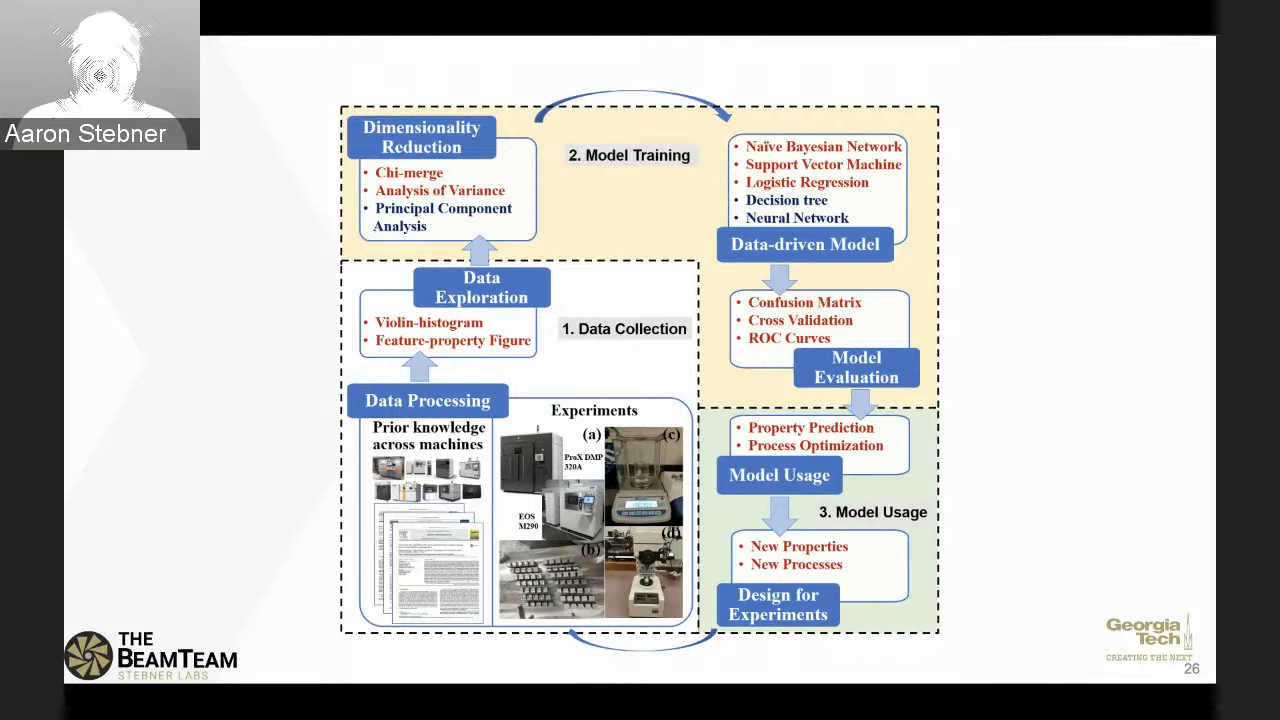 Aaron Stebner
Dimensionality
Reduction
• Chi-merge
• Analysis of Variance
• Principal Component
Analysis
2. Model Training
• Naïve Bayesian Network
• Support Vector Machine
• Logistic Regression
• Decision tree
• Neural Network
Data-driven Model
Data
Exploration
• Violin-histogram
• Feature-property Figure
1. Data Collection
• Confusion Matrix
• Cross Validation
• ROC Curves
Model
Evaluation
Data Processing
Prior knowledge
across machines
Experiments
(a)
ProX DMP
320A
(c)
EOS
M290
(b)
(d)
• Property Prediction
• Process Optimization
Model Usage
3. Model Usage
• New Properties
• New Processes
Design for
Experiments
THE
BEAMTEAM
STEBNER LABS
Georgia
Tech
CREATING THE NEXT
26